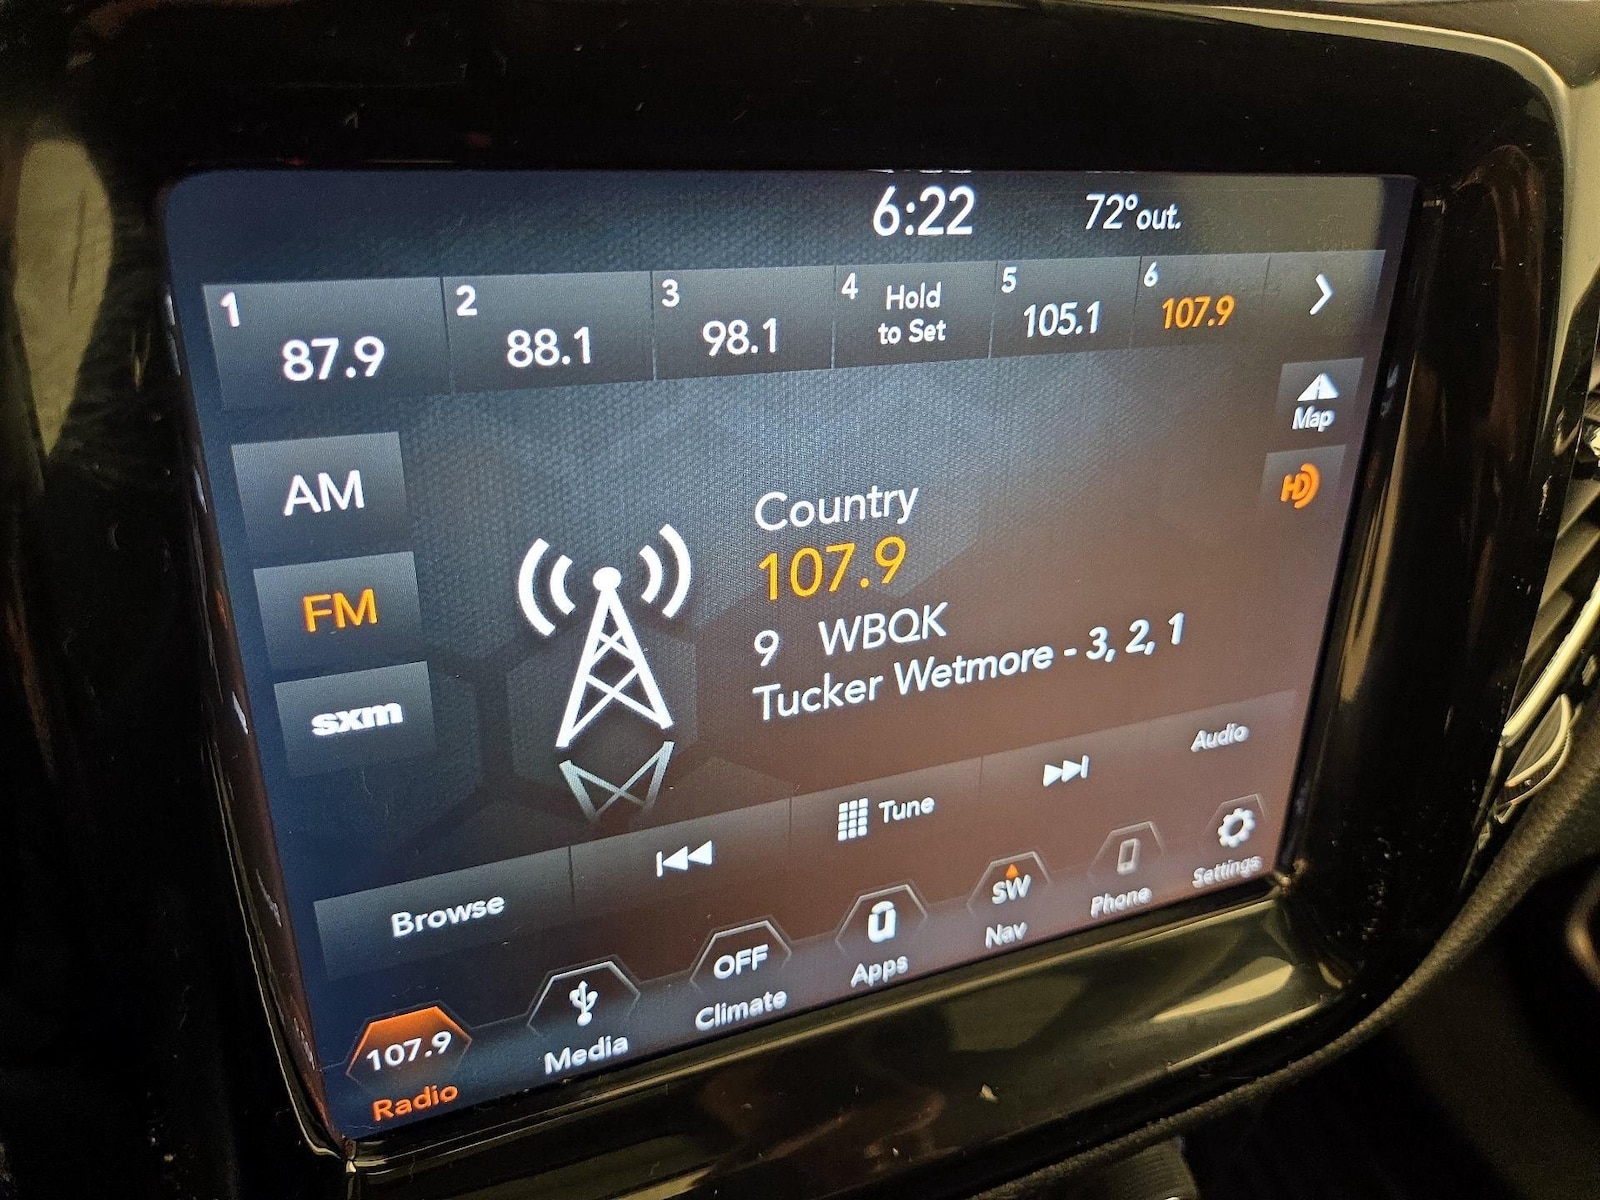 6:22 72°out.
1 87.9
2 88.1
3 98.1
4 Hold to Set
5 105.1
6 107.9
Map
HD
AM
FM
sxm
Country
107.9
9 WBQK
Tucker Wetmore - 3, 2, 1
Browse
Tune
Audio
107.9
Radio
Media
OFF
Climate
Apps
SW
Nav
Phone
Settings